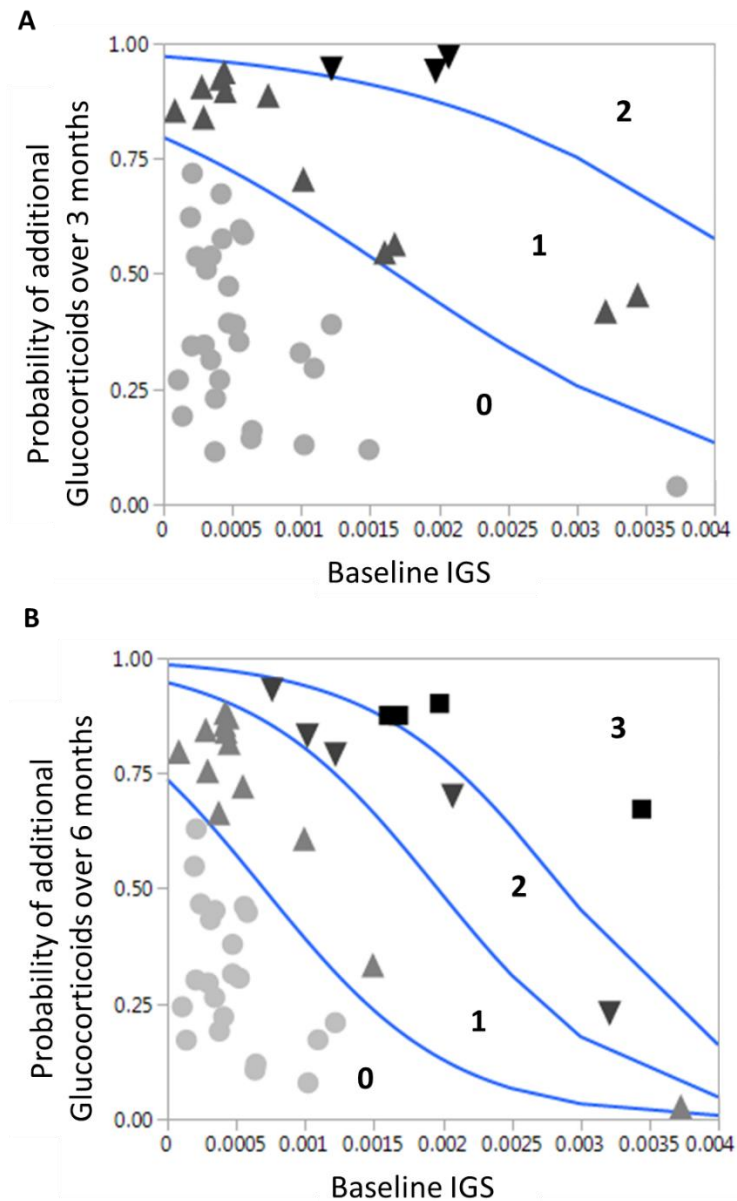 A
Probability of additional
Glucocorticoids over 3 months
1.00
0.75
0.50
0.25
0.00
2
1
0
0 0.0005 0.001 0.0015 0.002 0.0025 0.003 0.0035 0.004
Baseline IGS
B
Probability of additional
Glucocorticoids over 6 months
1.00
0.75
0.50
0.25
0.00
3
2
1
0
0 0.0005 0.001 0.0015 0.002 0.0025 0.003 0.0035 0.004
Baseline IGS